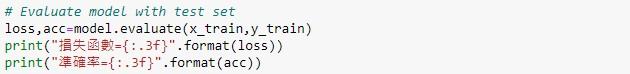 # Evaluate model with test set
loss,acc=model.evaluate(x_train,y_train)
print("損失函數={:.3f}".format(loss))
print("準確率={:.3f}".format(acc))